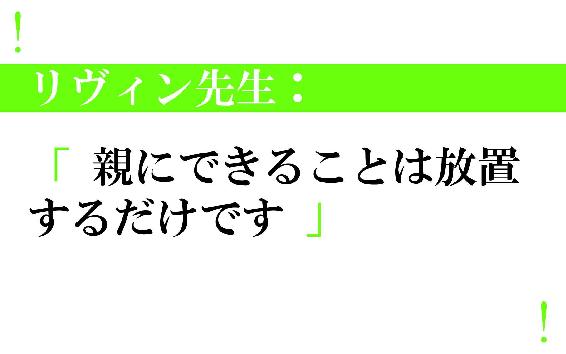 !
リヴィン先生：
「 親にできることは放置
するだけです 」
!